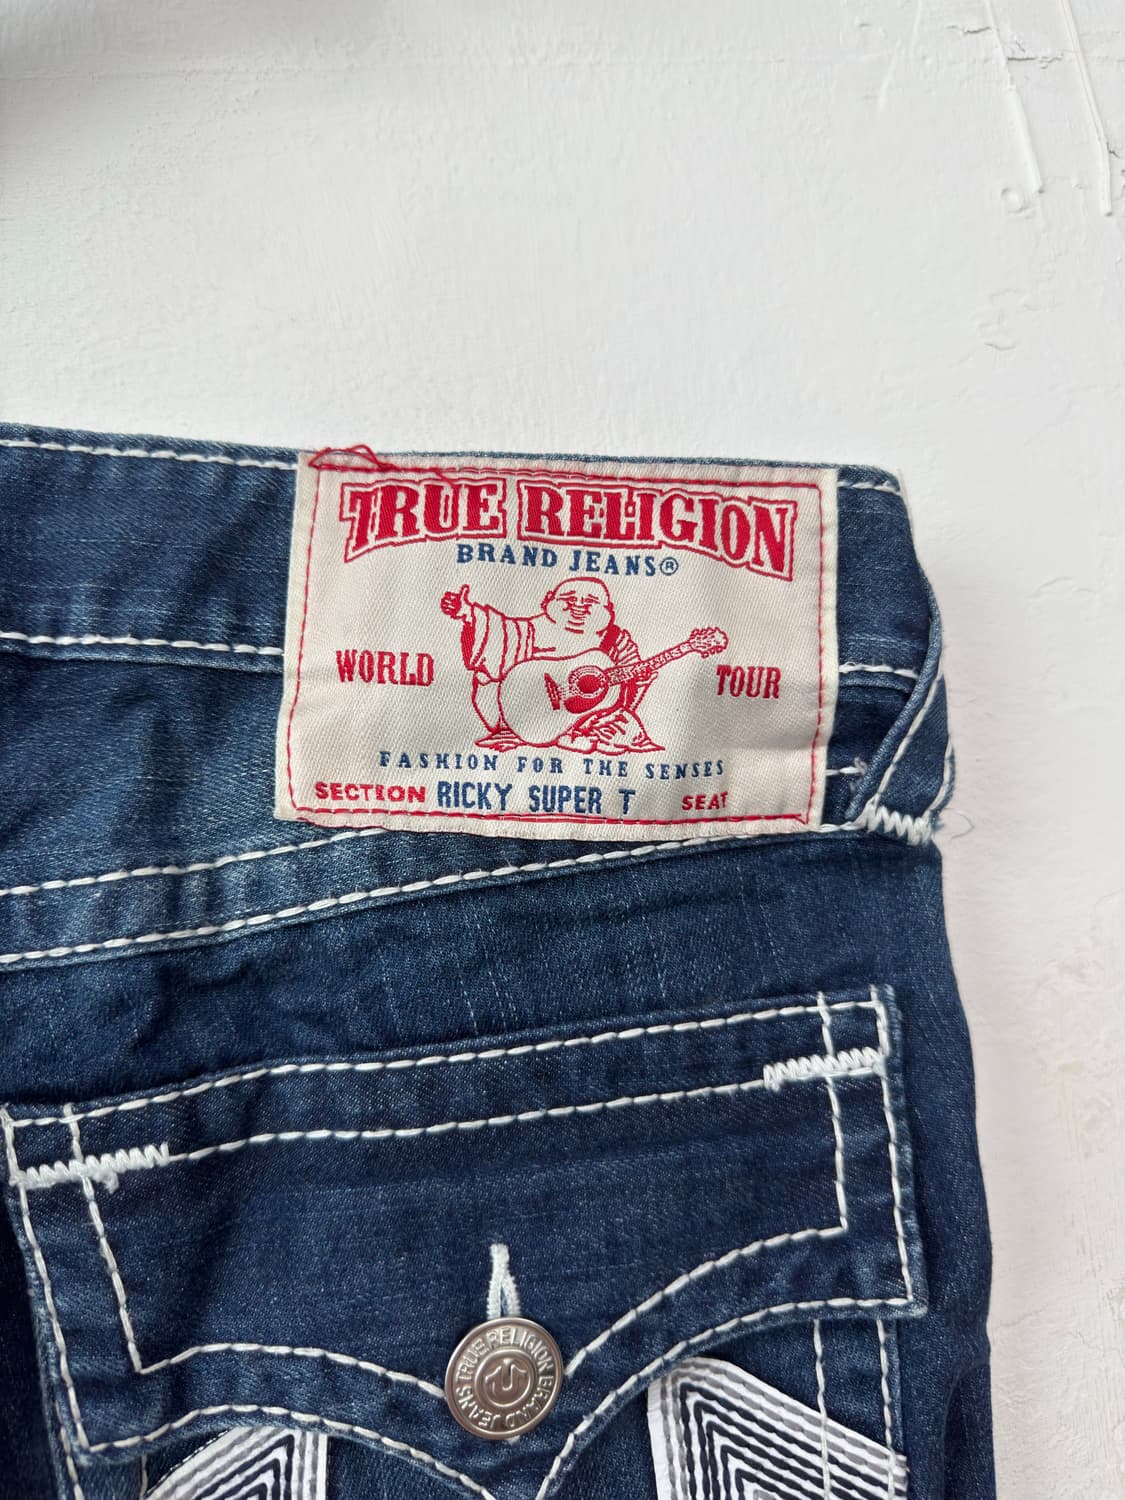 TRUE RELIGION
BRAND JEANS®
WORLD TOUR
FASHION FOR THE SENSES
SECTION RICKY SUPER T SEAT
TRUE RELIGION BRAND JEANS